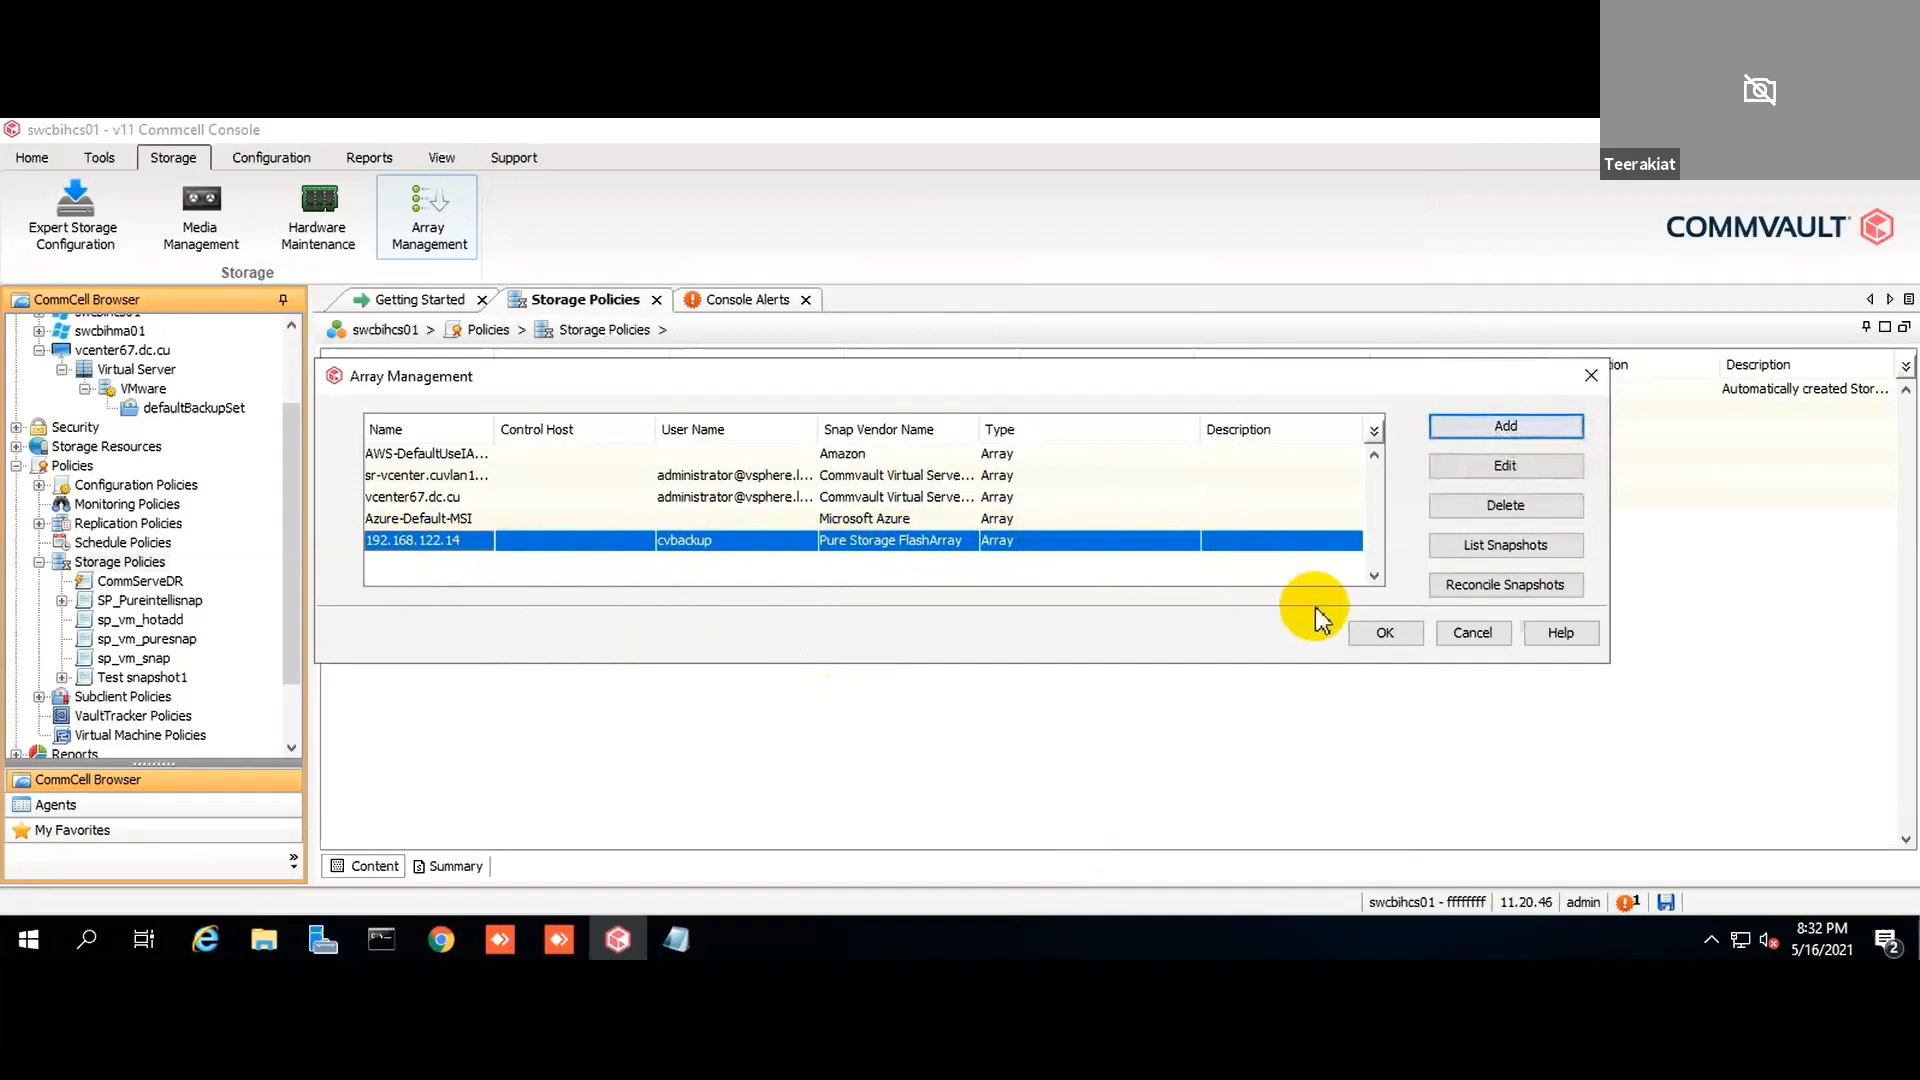 Teerakiat
swcbihcs01 - v11 Commcell Console
Home Tools Storage Configuration Reports View Support
Expert Storage Configuration
Media Management
Hardware Maintenance
Array Management
Storage
COMMVAULT
CommCell Browser
swcbihcs01
swcbihma01
vcenter67.dc.cu
Virtual Server
VMware
defaultBackupSet
Security
Storage Resources
Policies
Configuration Policies
Monitoring Policies
Replication Policies
Schedule Policies
Storage Policies
CommServeDR
SP_Pureintellisnap
sp_vm_hotadd
sp_vm_puresnap
sp_vm_snap
Test snapshot1
Subclient Policies
VaultTracker Policies
Virtual Machine Policies
Reports
CommCell Browser
Agents
My Favorites
Getting Started Storage Policies Console Alerts
swcbihcs01 > Policies > Storage Policies >
ion Description
Automatically created Stor...
Array Management
Name Control Host User Name Snap Vendor Name Type Description
AWS-DefaultUseIA... Amazon Array
sr-vcenter.cuvlan1... administrator@vsphere.l... Commvault Virtual Serve... Array
vcenter67.dc.cu administrator@vsphere.l... Commvault Virtual Serve... Array
Azure-Default-MSI Microsoft Azure Array
192.168.122.14 cvbackup Pure Storage FlashArray Array
Add
Edit
Delete
List Snapshots
Reconcile Snapshots
OK Cancel Help
Content Summary
swcbihcs01 - ffffffff 11.20.46 admin 1
8:32 PM
5/16/2021
2